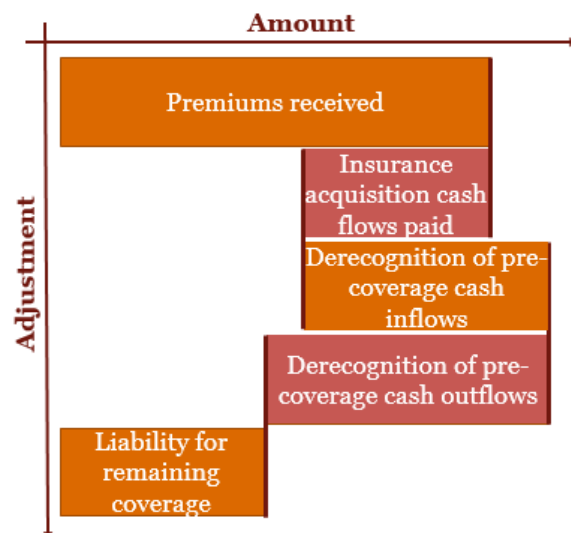 Amount
Adjustment
Premiums received
Insurance
acquisition cash
flows paid
Derecognition of pre-
coverage cash
inflows
Derecognition of pre-
coverage cash outflows
Liability for
remaining
coverage